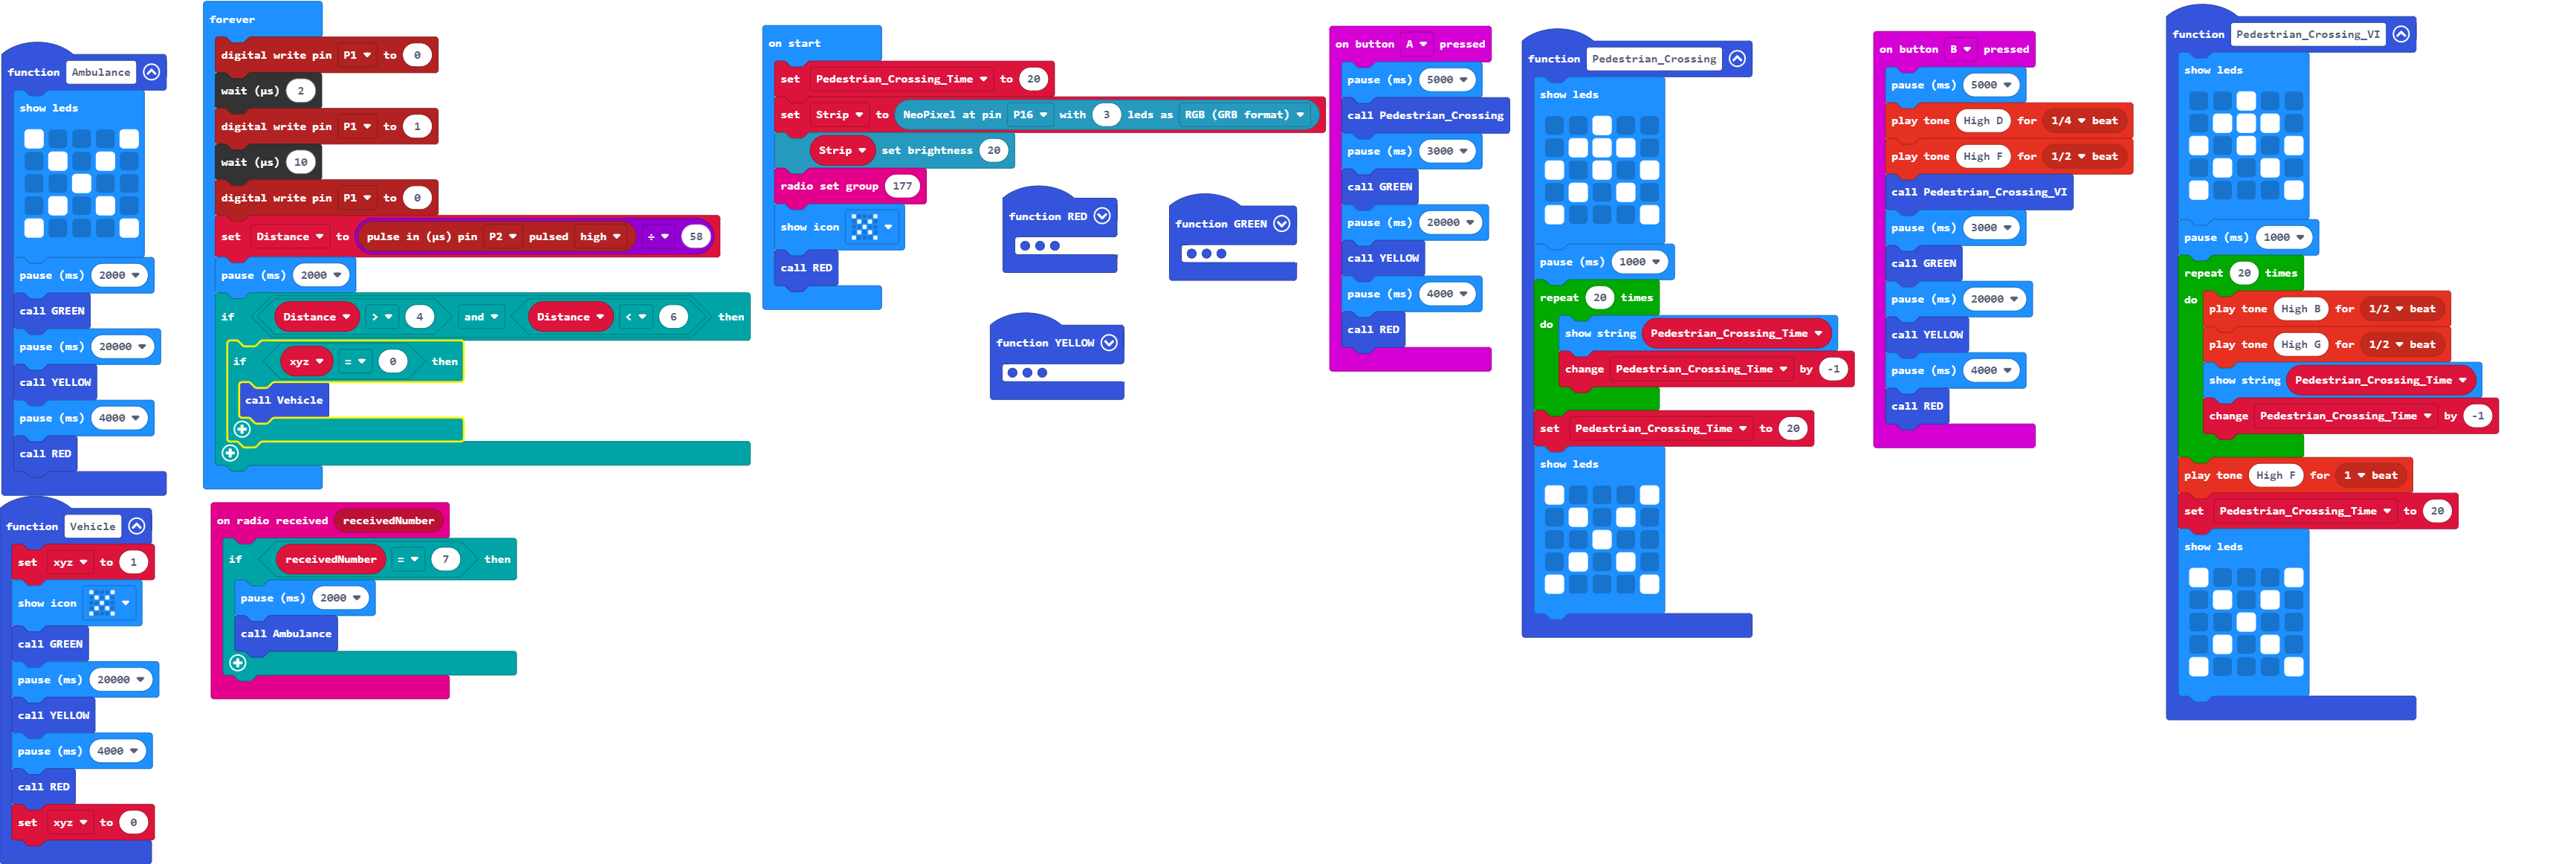 function Ambulance
show leds
pause (ms) 2000
call GREEN
pause (ms) 20000
call YELLOW
pause (ms) 4000
call RED
function Vehicle
set xyz to 1
show icon
call GREEN
pause (ms) 20000
call YELLOW
pause (ms) 4000
call RED
set xyz to 0
forever
digital write pin P1 to 0
wait (µs) 2
digital write pin P1 to 1
wait (µs) 10
digital write pin P1 to 0
set Distance to pulse in (µs) pin P2 pulsed high ÷ 58
pause (ms) 2000
if Distance > 4 and Distance < 6 then
if xyz = 0 then
call Vehicle
on radio received receivedNumber
if receivedNumber = 7 then
pause (ms) 2000
call Ambulance
on start
set Pedestrian_Crossing_Time to 20
set Strip to NeoPixel at pin P16 with 3 leds as RGB (GRB format)
Strip set brightness 20
radio set group 177
show icon
call RED
function RED
function GREEN
function YELLOW
on button A pressed
pause (ms) 5000
call Pedestrian_Crossing
pause (ms) 3000
call GREEN
pause (ms) 20000
call YELLOW
pause (ms) 4000
call RED
function Pedestrian_Crossing
show leds
pause (ms) 1000
repeat 20 times
do show string Pedestrian_Crossing_Time
change Pedestrian_Crossing_Time by -1
set Pedestrian_Crossing_Time to 20
show leds
on button B pressed
pause (ms) 5000
play tone High D for 1/4 beat
play tone High F for 1/2 beat
call Pedestrian_Crossing_VI
pause (ms) 3000
call GREEN
pause (ms) 20000
call YELLOW
pause (ms) 4000
call RED
function Pedestrian_Crossing_VI
show leds
pause (ms) 1000
repeat 20 times
do play tone High B for 1/2 beat
play tone High G for 1/2 beat
show string Pedestrian_Crossing_Time
change Pedestrian_Crossing_Time by -1
play tone High F for 1 beat
set Pedestrian_Crossing_Time to 20
show leds